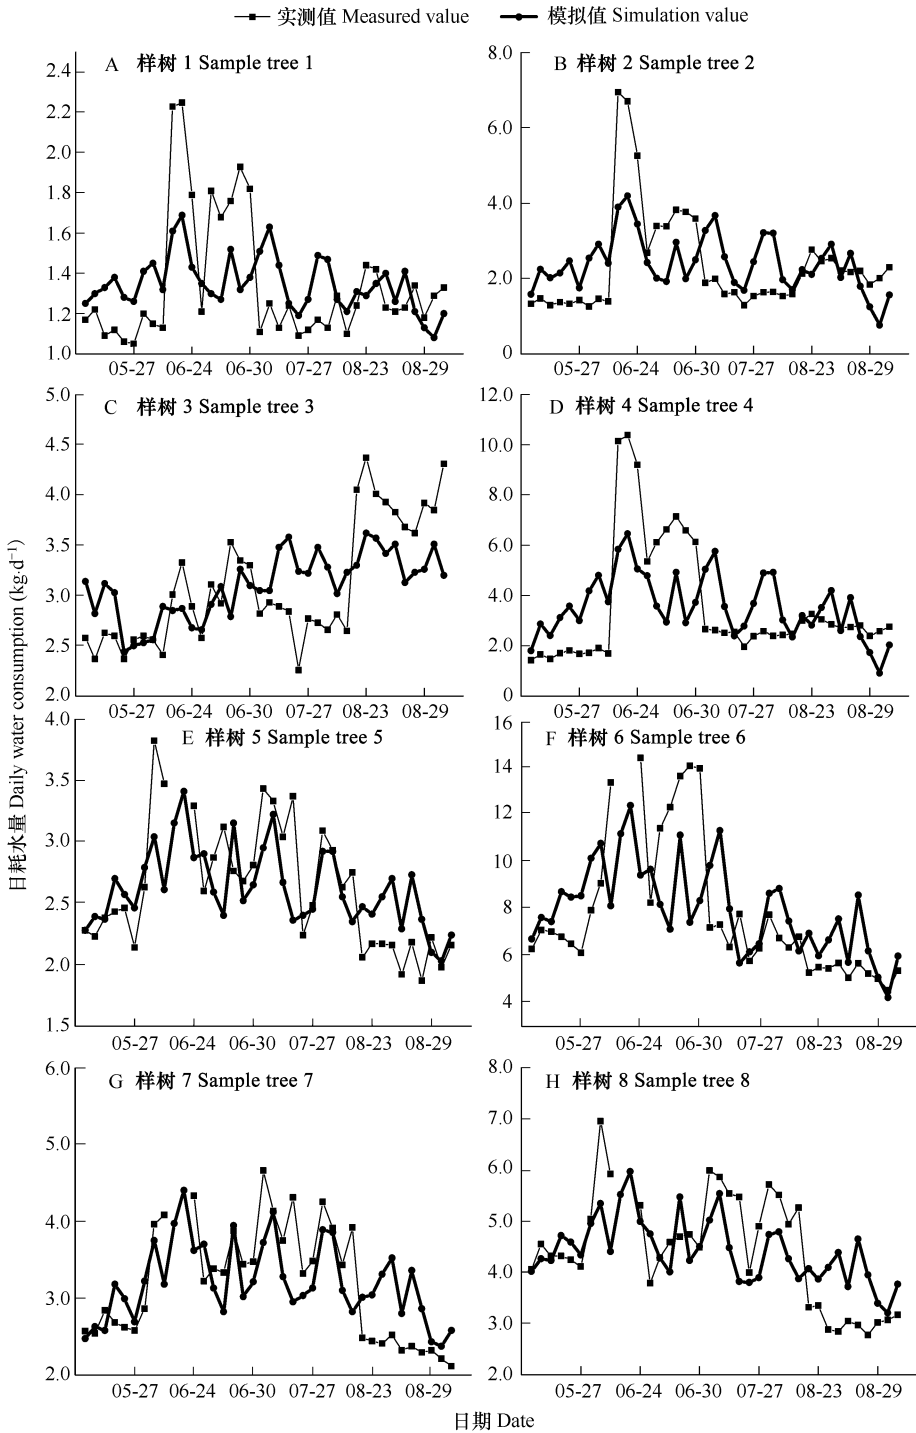 实测值 Measured value 模拟值 Simulation value
A 样树 1 Sample tree 1
2.4
2.2
2.0
1.8
1.6
1.4
1.2
1.0
05-27 06-24 06-30 07-27 08-23 08-29
B 样树 2 Sample tree 2
8.0
6.0
4.0
2.0
0
05-27 06-24 06-30 07-27 08-23 08-29
C 样树 3 Sample tree 3
5.0
4.5
4.0
3.5
3.0
2.5
2.0
05-27 06-24 06-30 07-27 08-23 08-29
D 样树 4 Sample tree 4
12.0
10.0
8.0
6.0
4.0
2.0
0
05-27 06-24 06-30 07-27 08-23 08-29
日耗水量 Daily water consumption (kg·d⁻¹)
E 样树 5 Sample tree 5
4.0
3.5
3.0
2.5
2.0
1.5
05-27 06-24 06-30 07-27 08-23 08-29
F 样树 6 Sample tree 6
16
14
12
10
8
6
4
05-27 06-24 06-30 07-27 08-23 08-29
G 样树 7 Sample tree 7
6.0
5.0
4.0
3.0
2.0
05-27 06-24 06-30 07-27 08-23 08-29
H 样树 8 Sample tree 8
8.0
7.0
6.0
5.0
4.0
3.0
2.0
05-27 06-24 06-30 07-27 08-23 08-29
日期 Date